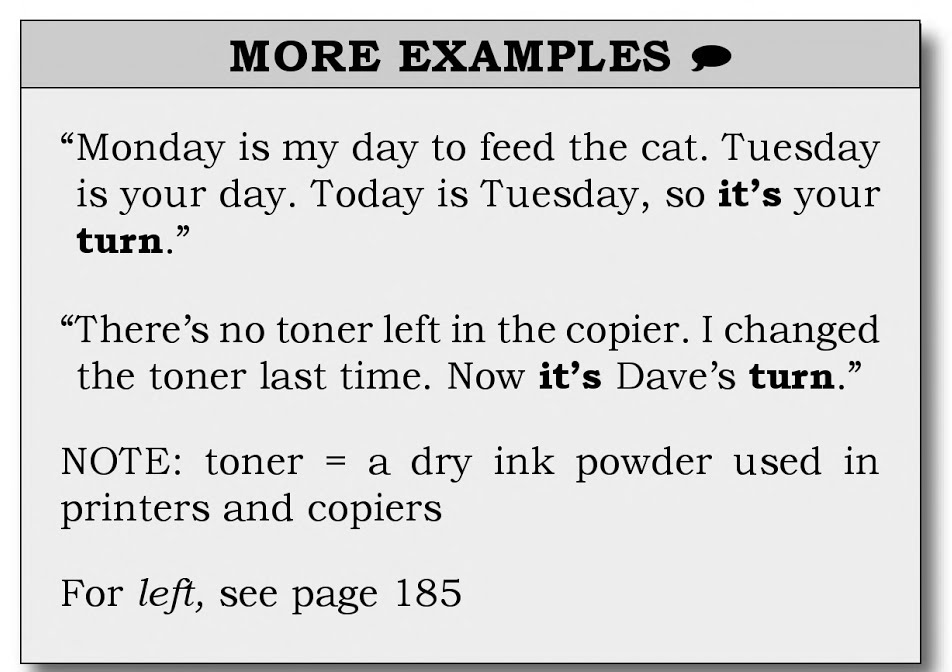 MORE EXAMPLES
“Monday is my day to feed the cat. Tuesday
is your day. Today is Tuesday, so it’s your
turn.”
“There’s no toner left in the copier. I changed
the toner last time. Now it’s Dave’s turn.”
NOTE: toner = a dry ink powder used in
printers and copiers
For left, see page 185